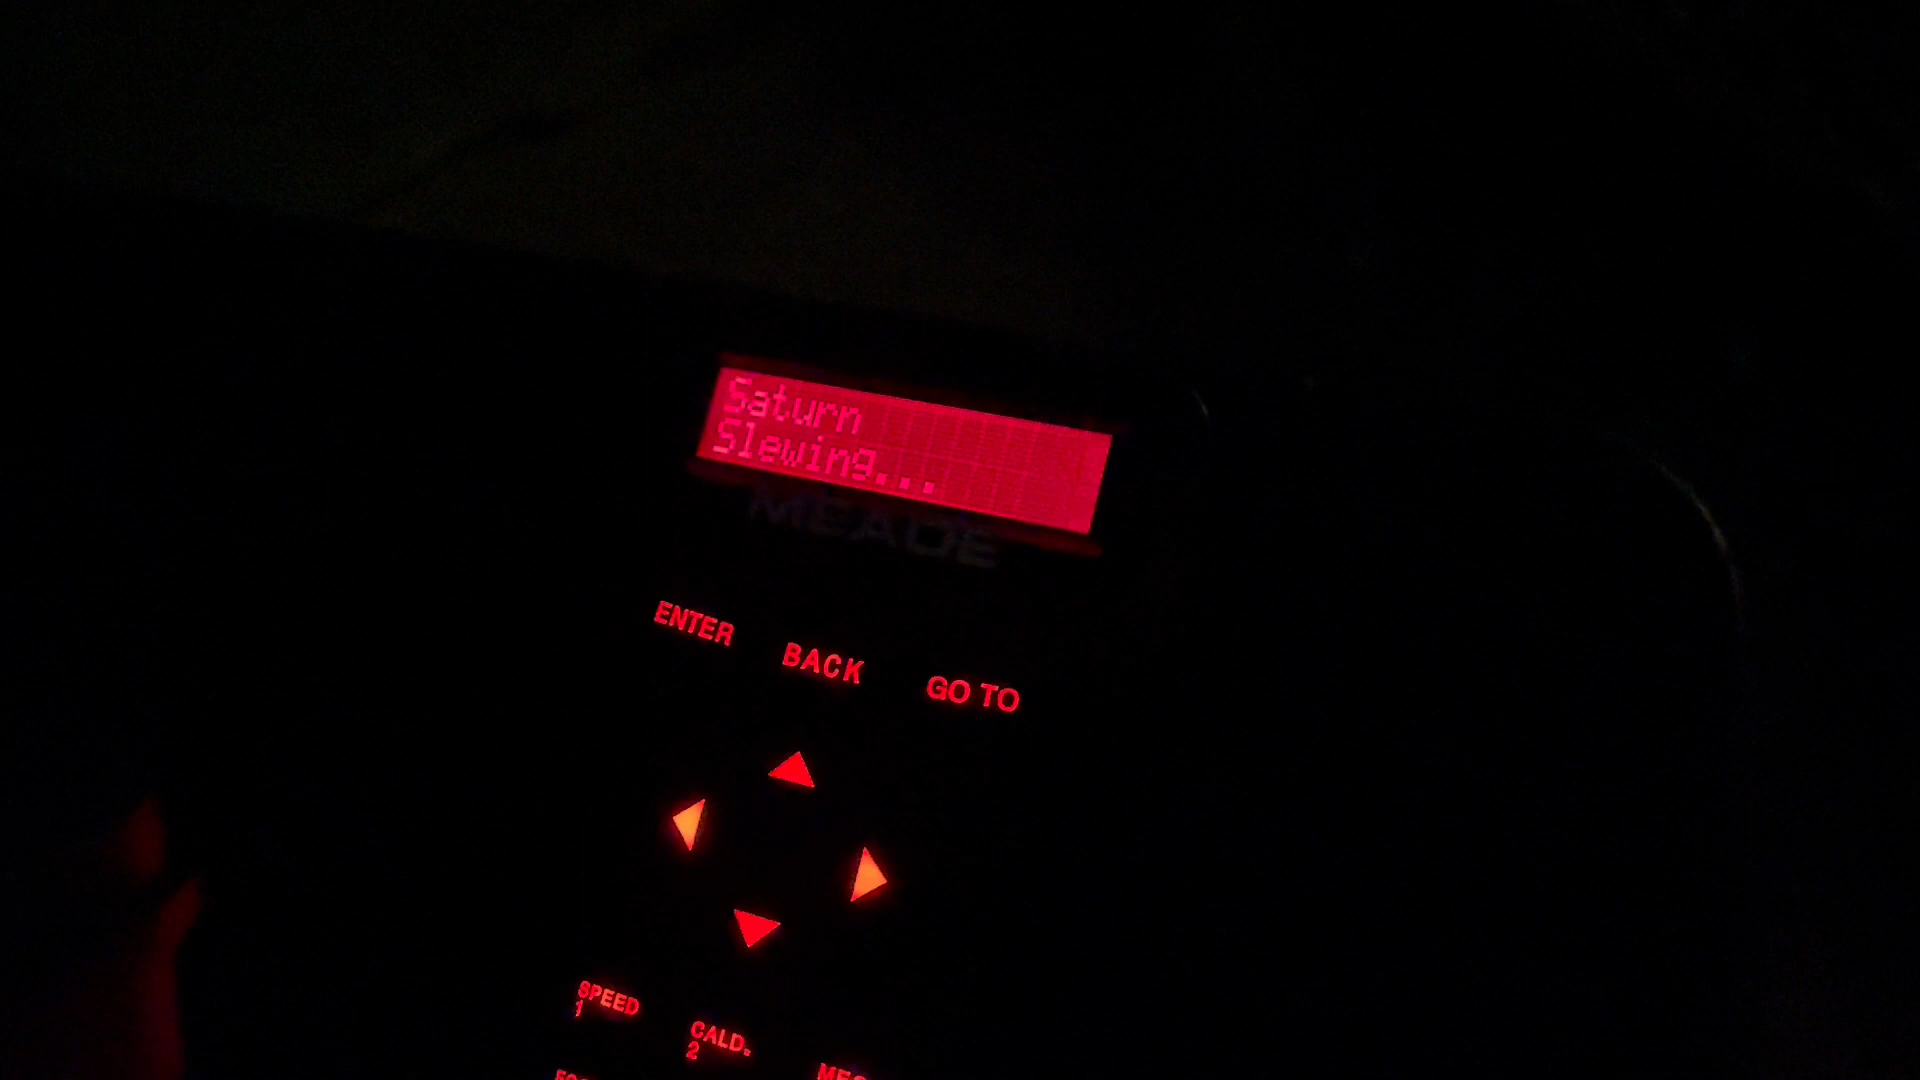 Saturn
Slewing...
MEADE
ENTER BACK GO TO
SPEED CALD.
1 2